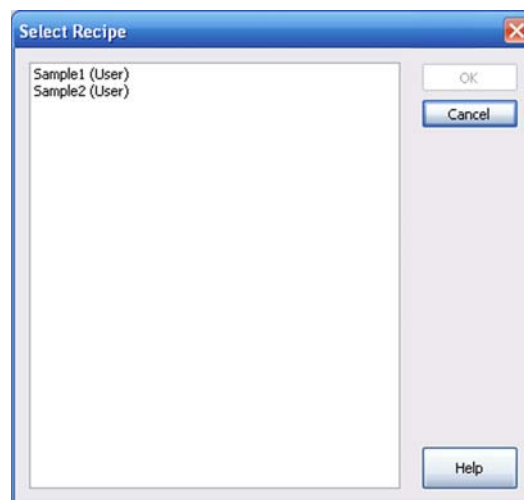 Select Recipe
Sample1 (User)
Sample2 (User)
OK
Cancel
Help